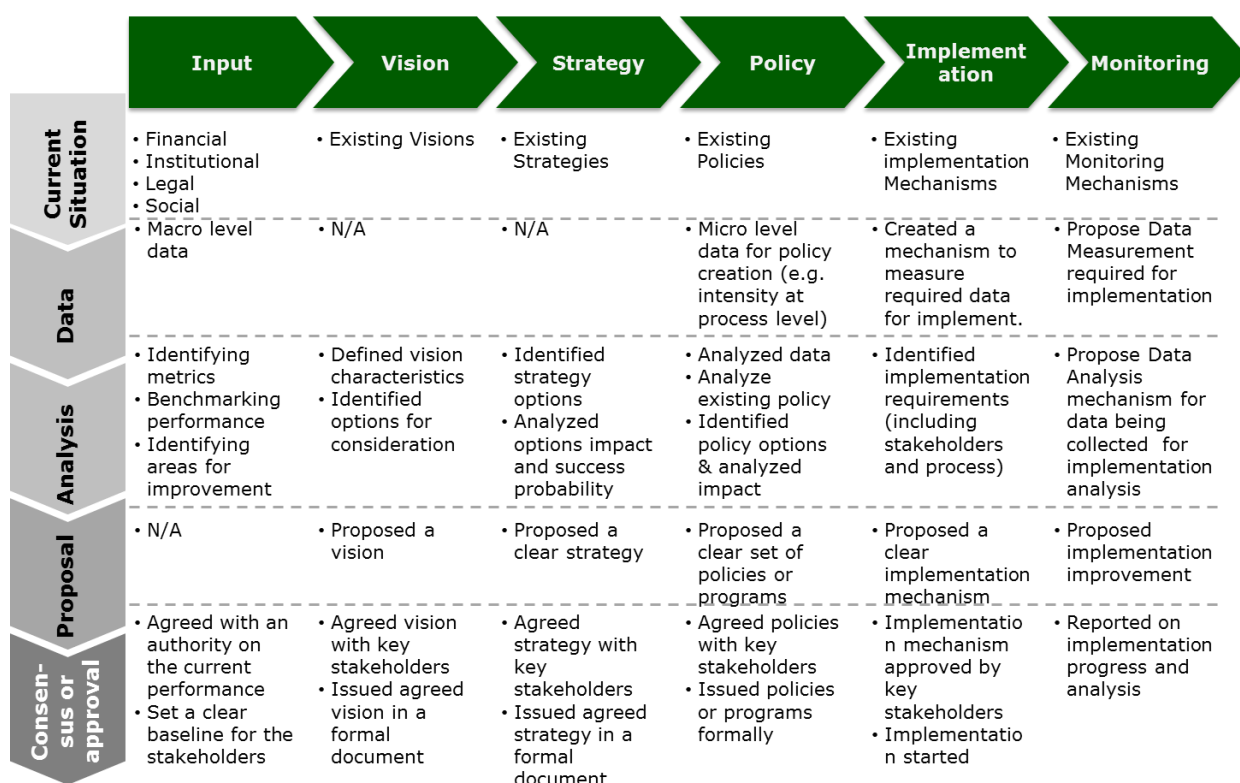 Input
Vision
Strategy
Policy
Implement
ation
Monitoring
Current
Situation
• Financial
• Institutional
• Legal
• Social
• Existing Visions
• Existing
Strategies
• Existing
Policies
• Existing
implementation
Mechanisms
• Existing
Monitoring
Mechanisms
Data
• Macro level
data
• N/A
• N/A
• Micro level
data for policy
creation (e.g.
intensity at
process level)
• Created a
mechanism to
measure
required data
for implement.
• Propose Data
Measurement
required for
implementation
Analysis
• Identifying
metrics
• Benchmarking
performance
• Identifying
areas for
improvement
• Defined vision
characteristics
• Identified
options for
consideration
• Identified
strategy
options
• Analyzed
options impact
and success
probability
• Analyzed data
• Analyze
existing policy
• Identified
policy options
& analyzed
impact
• Identified
implementation
requirements
(including
stakeholders
and process)
• Propose Data
Analysis
mechanism for
data being
collected for
implementation
analysis
Proposal
• N/A
• Proposed a
vision
• Proposed a
clear strategy
• Proposed a
clear set of
policies or
programs
• Proposed a
clear
implementation
mechanism
• Proposed
implementation
improvement
Consen-
sus or
approval
• Agreed with an
authority on
the current
performance
• Set a clear
baseline for the
stakeholders
• Agreed vision
with key
stakeholders
• Issued agreed
vision in a
formal
document
• Agreed
strategy with
key
stakeholders
• Issued agreed
strategy in a
formal
document
• Agreed policies
with key
stakeholders
• Issued policies
or programs
formally
• Implementatio
n mechanism
approved by
key
stakeholders
• Implementatio
n started
• Reported on
implementation
progress and
analysis